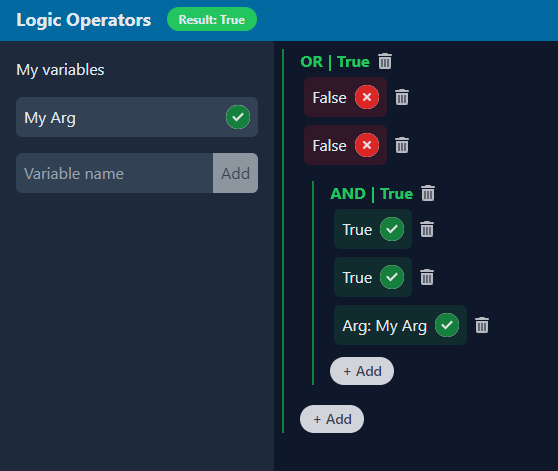 Logic Operators
Result: True
My variables
My Arg
Variable name
Add
OR | True
False
False
AND | True
True
True
Arg: My Arg
+ Add
+ Add